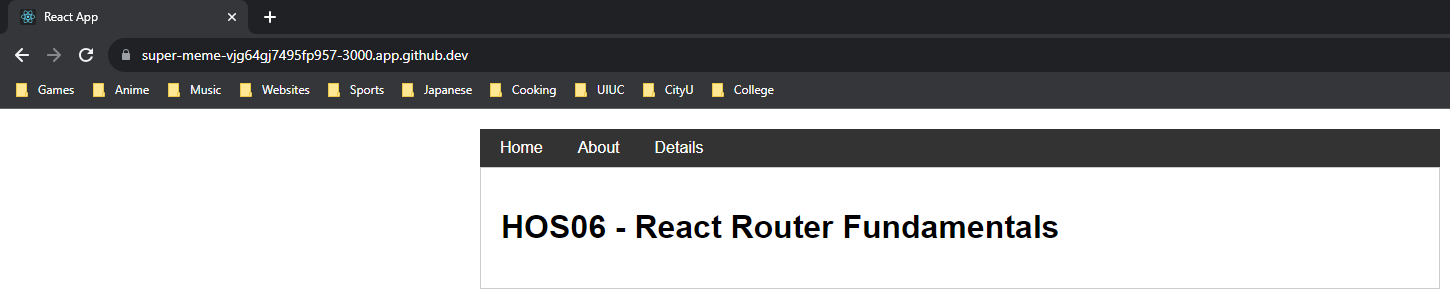 React App
super-meme-vjg64gj7495fp957-3000.app.github.dev
Games Anime Music Websites Sports Japanese Cooking UIUC CityU College
Home About Details
HOS06 - React Router Fundamentals